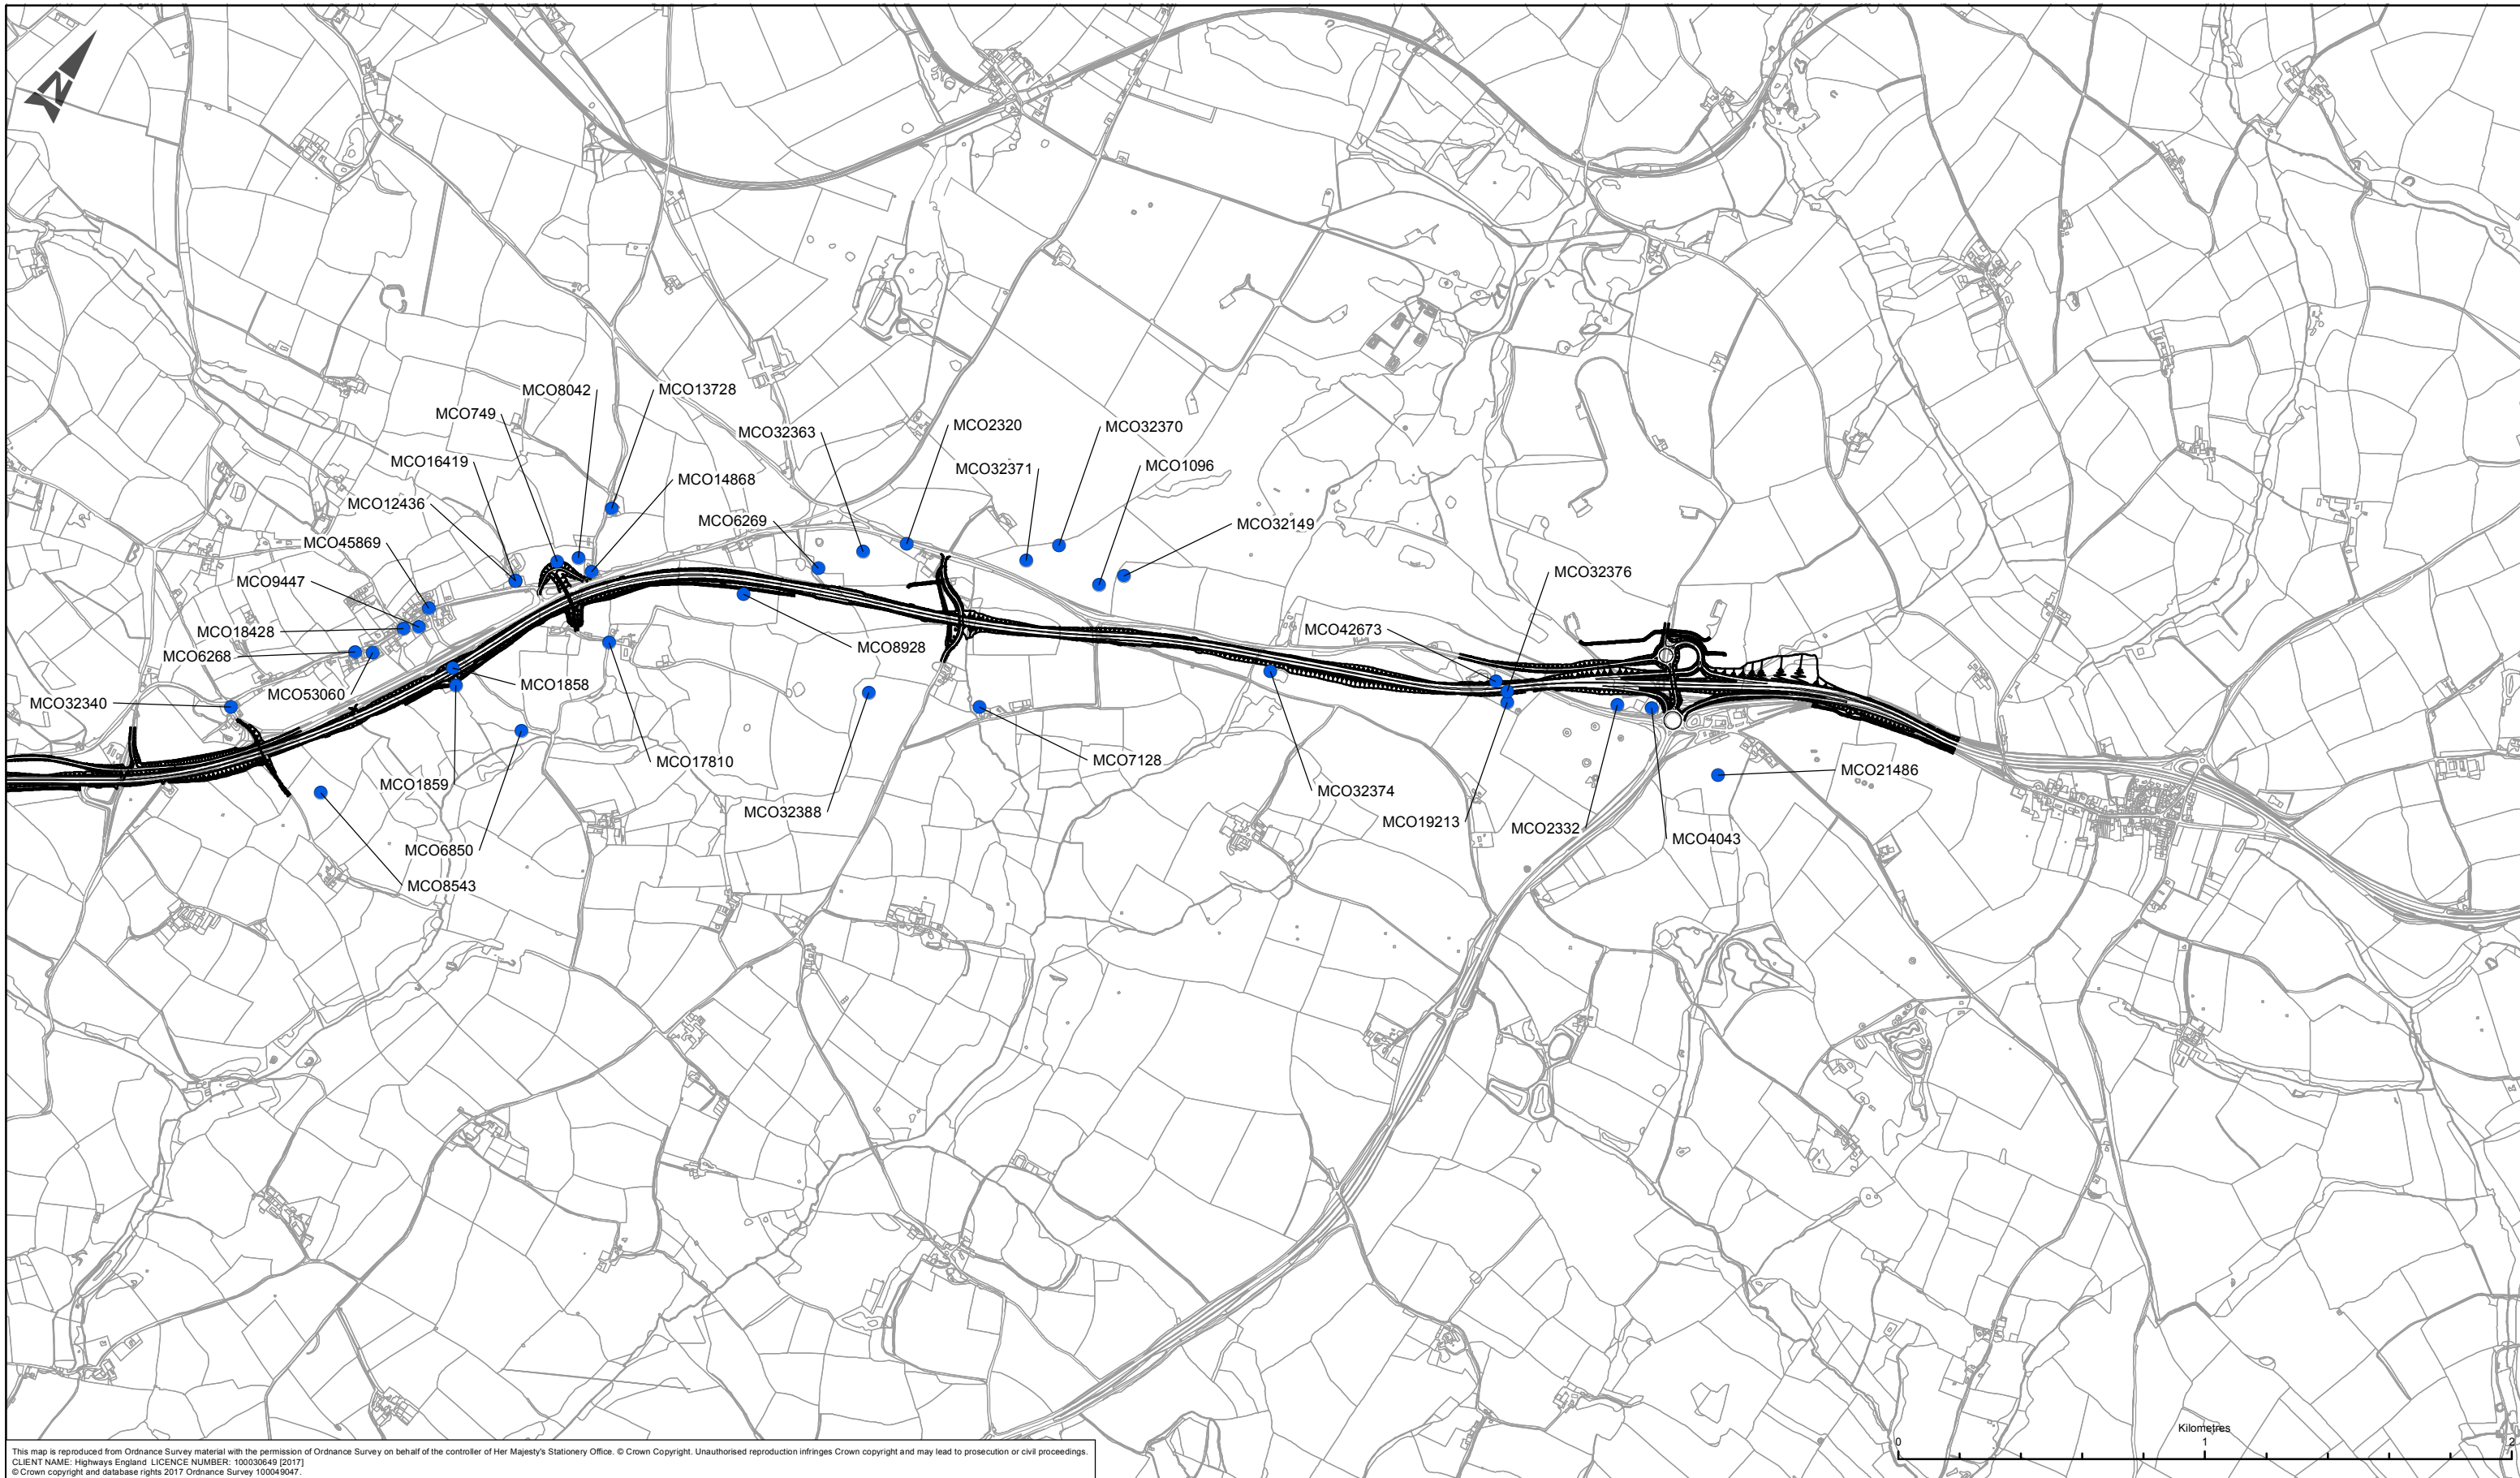 N
MCO8042
MCO13728
MCO749
MCO2320
MCO32370
MCO32363
MCO16419
MCO32371
MCO1096
MCO14868
MCO12436
MCO6269
MCO32149
MCO45869
MCO32376
MCO9447
MCO18428
MCO42673
MCO8928
MCO6268
MCO1858
MCO53060
MCO32340
MCO7128
MCO17810
MCO21486
MCO1859
MCO32374
MCO32388
MCO19213
MCO2332
MCO4043
MCO6850
MCO8543
Kilometres
0 1 2
This map is reproduced from Ordnance Survey material with the permission of Ordnance Survey on behalf of the controller of Her Majesty's Stationery Office. © Crown Copyright. Unauthorised reproduction infringes Crown copyright and may lead to prosecution or civil proceedings.
CLIENT NAME: Highways England LICENCE NUMBER: 100030649 [2017]
© Crown copyright and database rights 2017 Ordnance Survey 100049047.